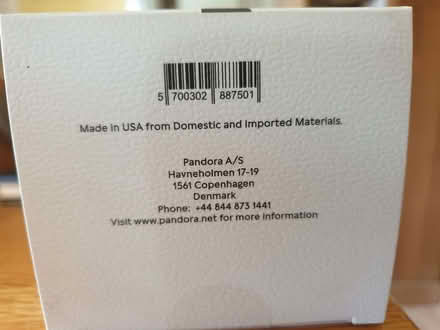 5 700302 887501
Made in USA from Domestic and Imported Materials.
Pandora A/S
Havneholmen 17-19
1561 Copenhagen
Denmark
Phone: +44 844 873 1441
Visit www.pandora.net for more information